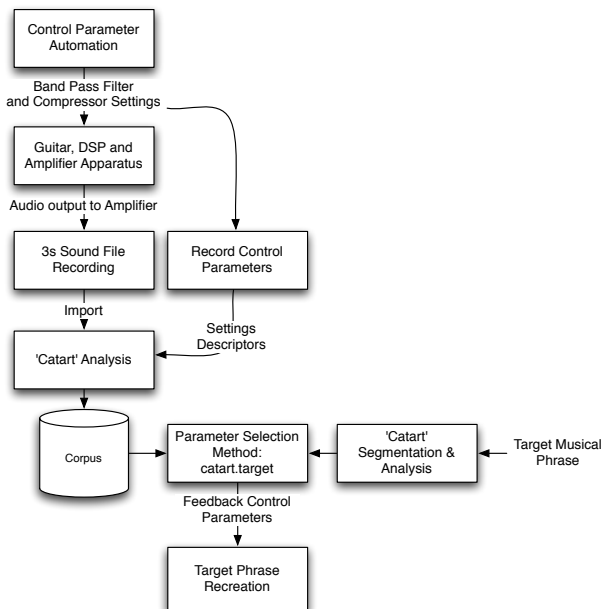 Control Parameter
Automation
Band Pass Filter
and Compressor Settings
Guitar, DSP and
Amplifier Apparatus
Audio output to Amplifier
3s Sound File
Recording
Record Control
Parameters
Import
Settings
Descriptors
'Catart' Analysis
Corpus
Parameter Selection
Method:
catart.target
'Catart'
Segmentation &
Analysis
Target Musical
Phrase
Feedback Control
Parameters
Target Phrase
Recreation